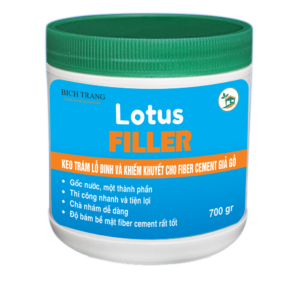 BICH TRANG
Lotus
FILLER
KEO TRÁM LỖ ĐINH VÀ KHIẾM KHUYẾT CHO FIBER CEMENT GIẢ GỖ
• Gốc nước, một thành phần
• Thi công nhanh và tiện lợi
• Chà nhám dễ dàng
• Độ bám bề mặt fiber cement rất tốt
700 gr